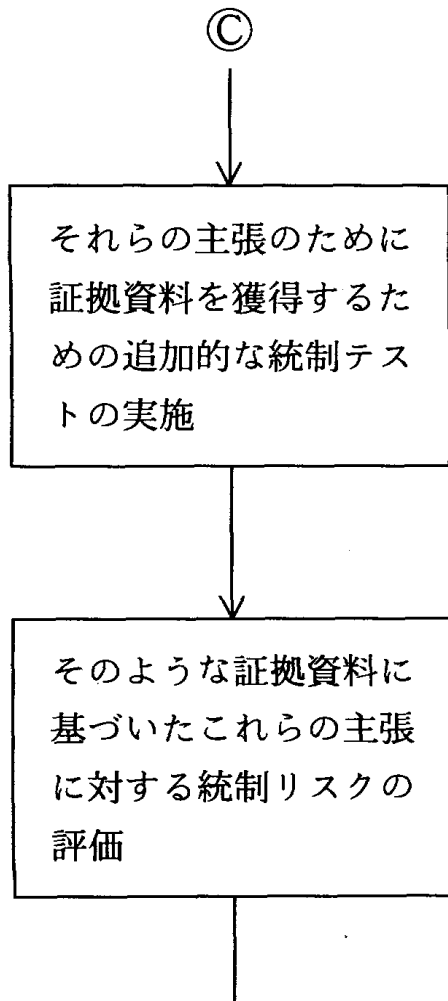 Ⓒ
それらの主張のために
証拠資料を獲得するた
めの追加的な統制テス
トの実施
そのような証拠資料に
基づいたこれらの主張
に対する統制リスクの
評価